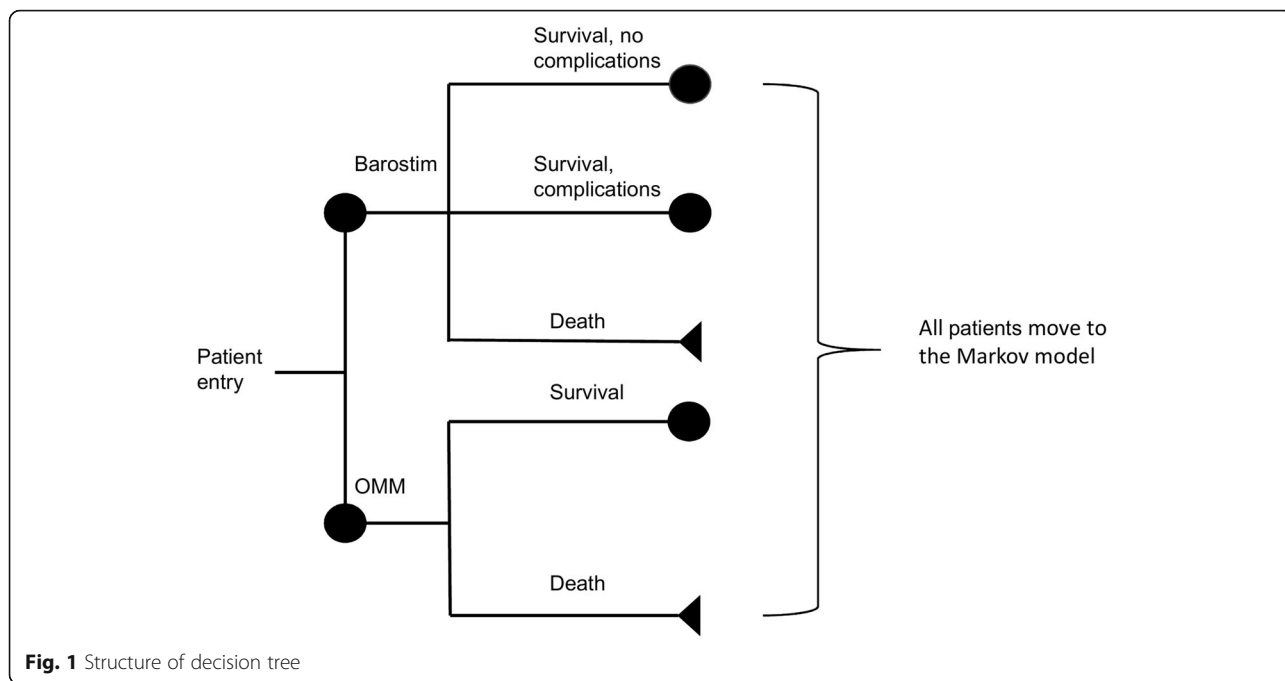 Survival, no
complications
Barostim
Survival,
complications
Death
Patient
entry
Survival
OMM
Death
All patients move to
the Markov model
Fig. 1 Structure of decision tree